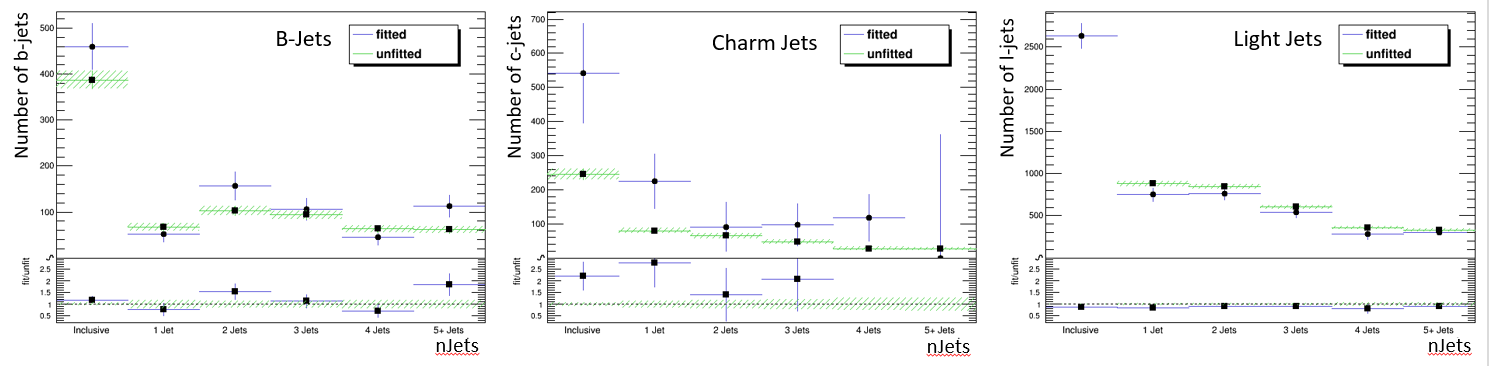 Number of b-jets
B-Jets
fitted
unfitted
500
400
300
200
100
fit/unfit
2.5
2
1.5
1
0.5
Inclusive
1 Jet
2 Jets
3 Jets
4 Jets
5+ Jets
nJets
Number of c-jets
Charm Jets
fitted
unfitted
700
600
500
400
300
200
100
fit/unfit
2.5
2
1.5
1
0.5
Inclusive
1 Jet
2 Jets
3 Jets
4 Jets
5+ Jets
nJets
Number of l-jets
Light Jets
fitted
unfitted
2500
2000
1500
1000
500
fit/unfit
2.5
2
1.5
1
0.5
Inclusive
1 Jet
2 Jets
3 Jets
4 Jets
5+ Jets
nJets